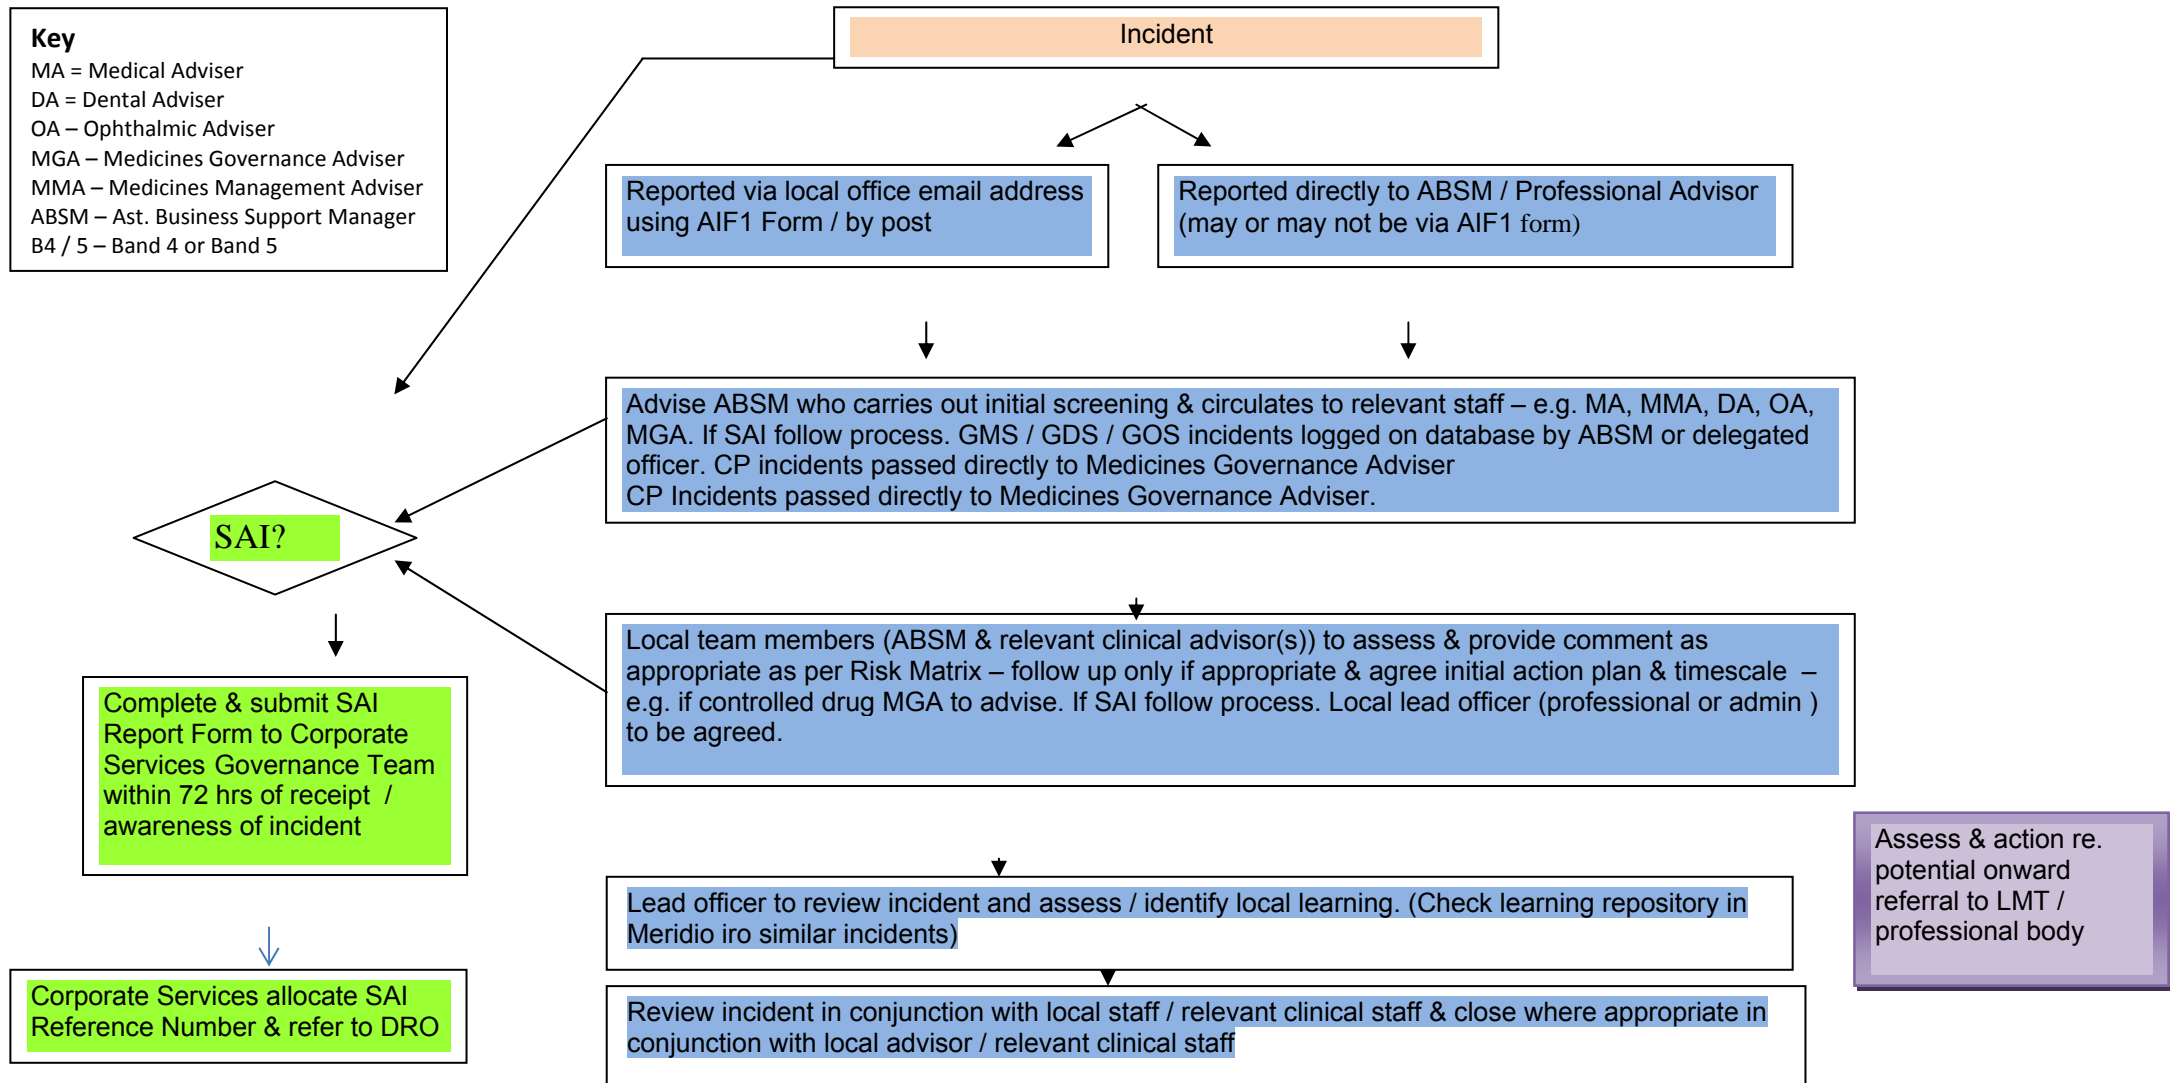 Key
MA = Medical Adviser
DA = Dental Adviser
OA – Ophthalmic Adviser
MGA – Medicines Governance Adviser
MMA – Medicines Management Adviser
ABSM – Ast. Business Support Manager
B4 / 5 – Band 4 or Band 5
Incident
Reported via local office email address
using AIF1 Form / by post
Reported directly to ABSM / Professional Advisor
(may or may not be via AIF1 form)
Advise ABSM who carries out initial screening & circulates to relevant staff – e.g. MA, MMA, DA, OA,
MGA. If SAI follow process. GMS / GDS / GOS incidents logged on database by ABSM or delegated
officer. CP incidents passed directly to Medicines Governance Adviser
CP Incidents passed directly to Medicines Governance Adviser.
SAI?
Local team members (ABSM & relevant clinical advisor(s)) to assess & provide comment as
appropriate as per Risk Matrix – follow up only if appropriate & agree initial action plan & timescale –
e.g. if controlled drug MGA to advise. If SAI follow process. Local lead officer (professional or admin )
to be agreed.
Complete & submit SAI
Report Form to Corporate
Services Governance Team
within 72 hrs of receipt /
awareness of incident
Assess & action re.
potential onward
referral to LMT /
professional body
Lead officer to review incident and assess / identify local learning. (Check learning repository in
Meridio iro similar incidents)
Corporate Services allocate SAI
Reference Number & refer to DRO
Review incident in conjunction with local staff / relevant clinical staff & close where appropriate in
conjunction with local advisor / relevant clinical staff